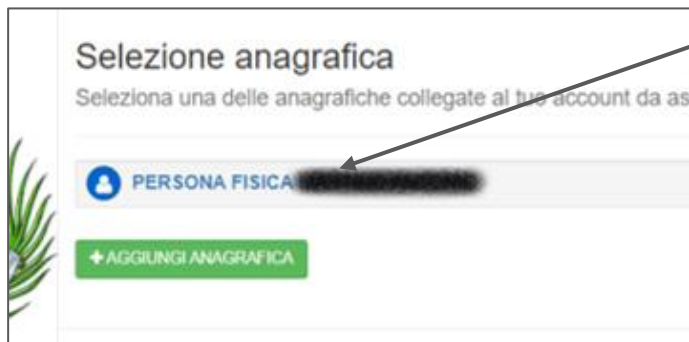 Selezione anagrafica
Seleziona una delle anagrafiche collegate al tuo account da as
PERSONA FISICA
+ AGGIUNGI ANAGRAFICA